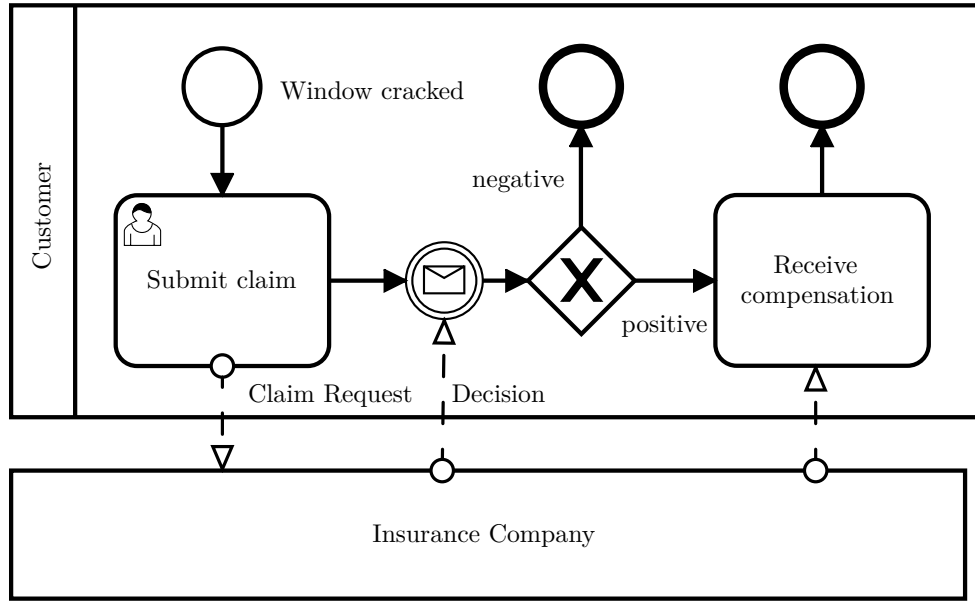 Customer
Window cracked
negative
Submit claim
Receive
compensation
positive
Claim Request
Decision
Insurance Company